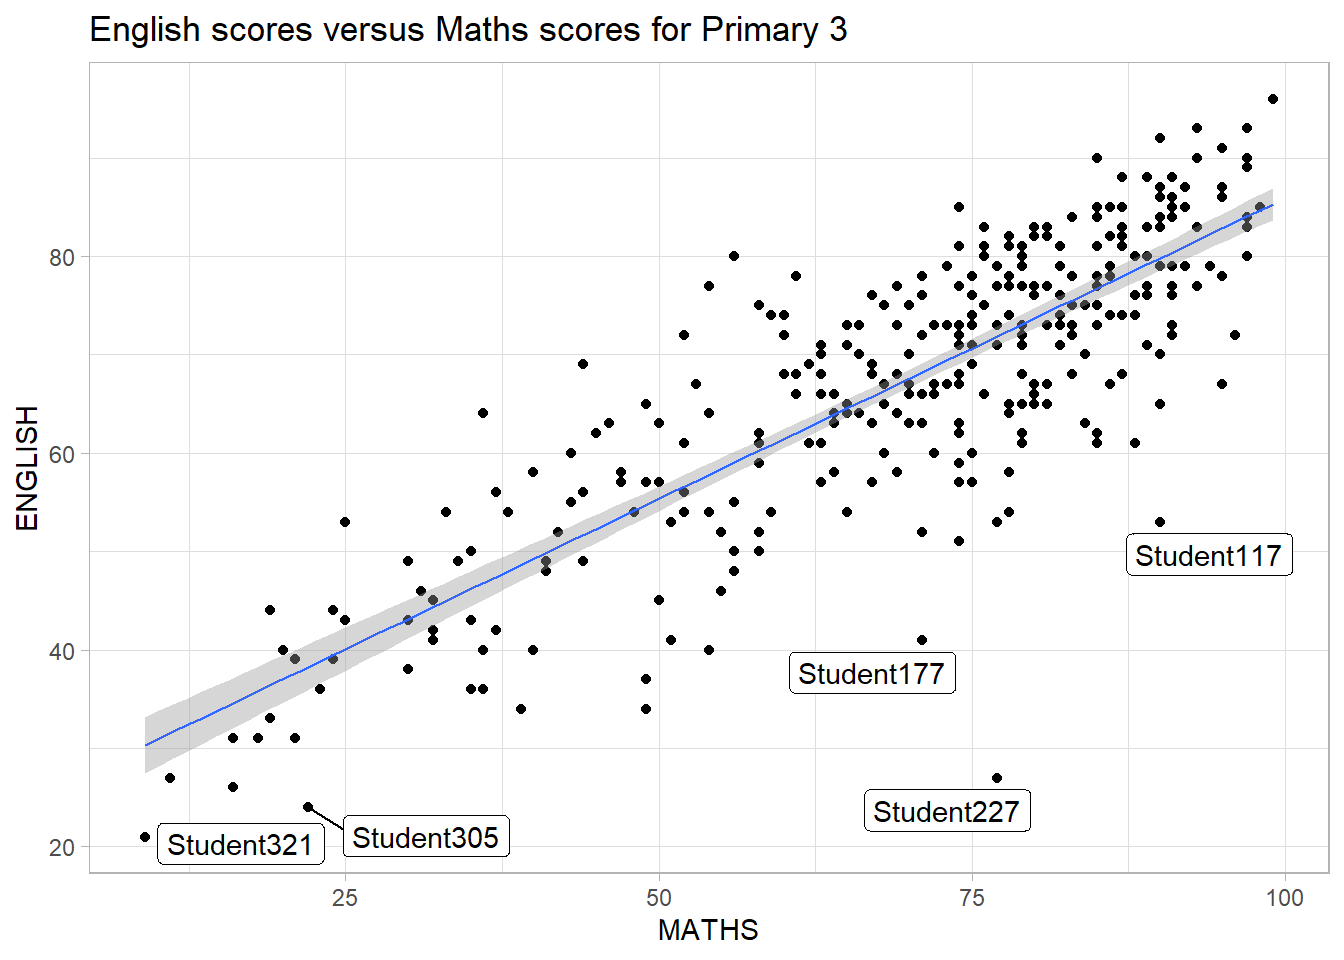 English scores versus Maths scores for Primary 3
ENGLISH
80
60
40
20
Student117
Student177
Student227
Student321
Student305
25
50
75
100
MATHS